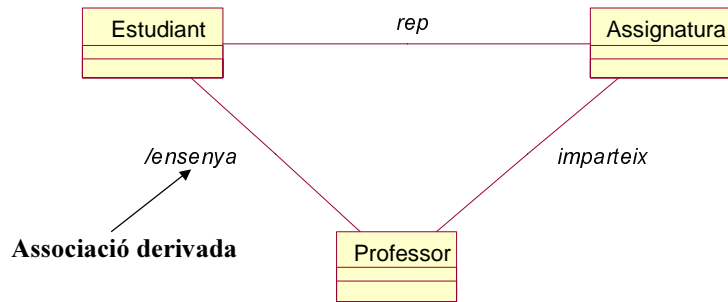 Estudiant
rep
Assignatura
/ensenya
imparteix
Associació derivada
Professor